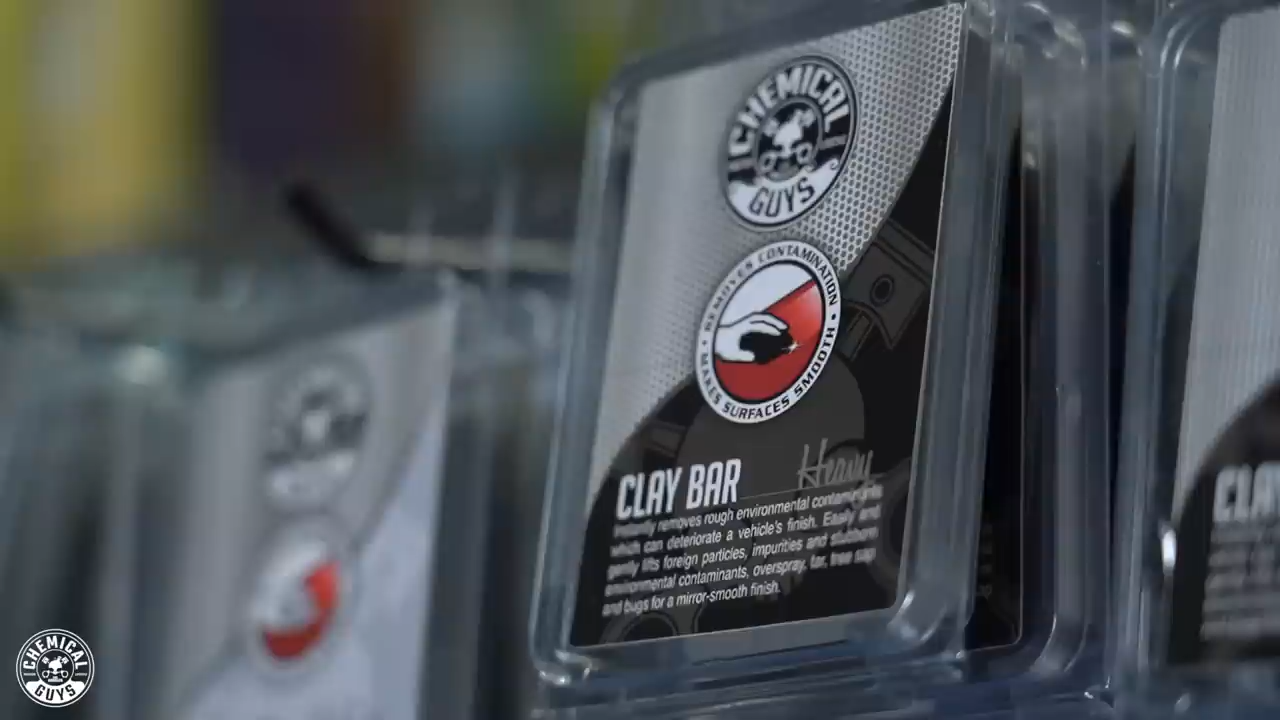 CHEMICAL
GUYS
REMOVES CONTAMINATION
• MAKES SURFACES SMOOTH •
CLAY BAR Heavy
Instantly removes rough environmental contaminants
which can deteriorate a vehicle's finish. Easily and
gently lifts foreign particles, impurities and stubborn
environmental contaminants, overspray, tar, tree sap
and bugs for a mirror-smooth finish.
CLA
CHEMICAL
GUYS